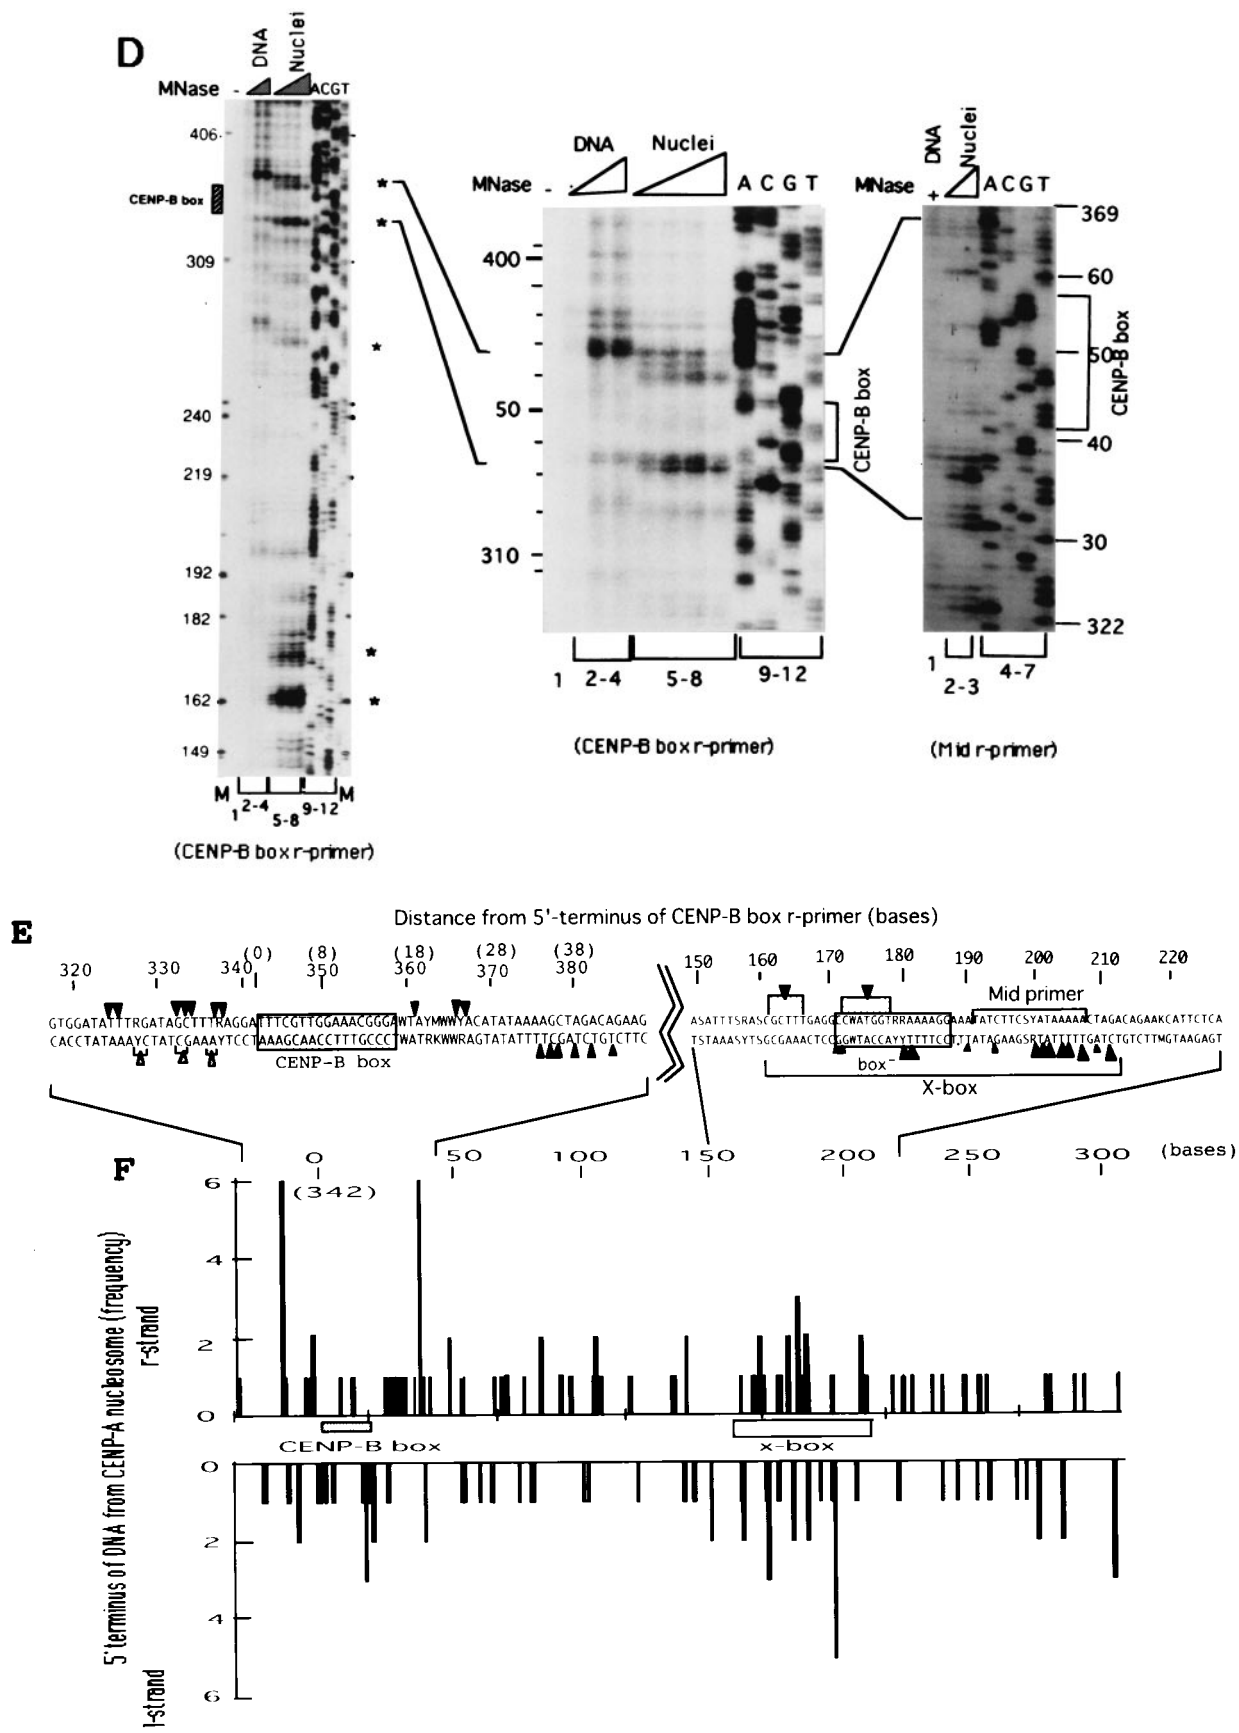 D
DNA
Nuclei
MNase - ACGT
406
CENP-B box
309
240
219
192
182
162
149
*
*
*
*
*
M 1 2-4 5-8 9-12 M
(CENP-B box r-primer)
DNA Nuclei
MNase - A C G T
400
50
310
CENP-B box
1 2-4 5-8 9-12
(CENP-B box r-primer)
DNA
Nuclei
MNase + A C G T
369
60
50
40
30
322
CENP-B box
1 2-3 4-7
(Mid r-primer)
E
Distance from 5'-terminus of CENP-B box r-primer (bases)
(0) (8) (18) (28) (38)
320 330 340 350 360 370 380
150 160 170 180 190 200 210 220
Mid primer
GTGGATATTTRGATAGCTTTRAGGATTTCGTTGGAAACGGGAWTAYMWWYACATATAAAAGCTAGACAGAAG
CACCTATAAAYCTATCGAAAYTCCTAAAGCAACCTTTGCCCTWATRKWWRAGTATATTTTCGATCTGTCTTC
CENP-B box
ASATTTSRASCGCTTTGAGGCCWATGGTRRAAAAGGAAATATCTTCSYATAAAAACTAGACAGAAKCATTCTCA
TSTAAASYTSGCGAAACTCCGGWTACCAYYTTTTCCTTTATAGAAGSRTATTTTTGATCTGTCTTMGTAAGAGT
box-
X-box
F
0 50 100 150 200 250 300 (bases)
(342)
6
4
2
0
CENP-B box
x-box
0
2
4
6
5'terminus of DNA from CENP-A nucleosome (frequency)
r-strand
l-strand